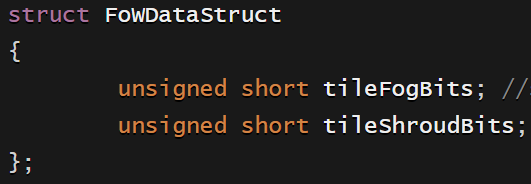 struct FoWDataStruct
{
unsigned short tileFogBits; //
unsigned short tileShroudBits;
};